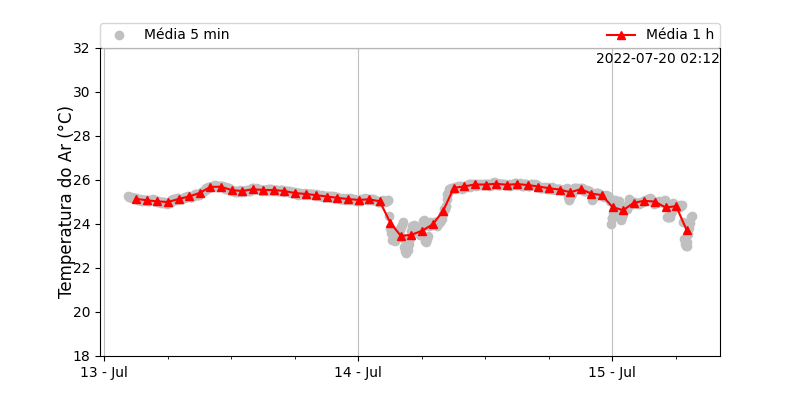 Média 5 min
Média 1 h
2022-07-20 02:12
Temperatura do Ar (°C)
32
30
28
26
24
22
20
18
13 - Jul
14 - Jul
15 - Jul